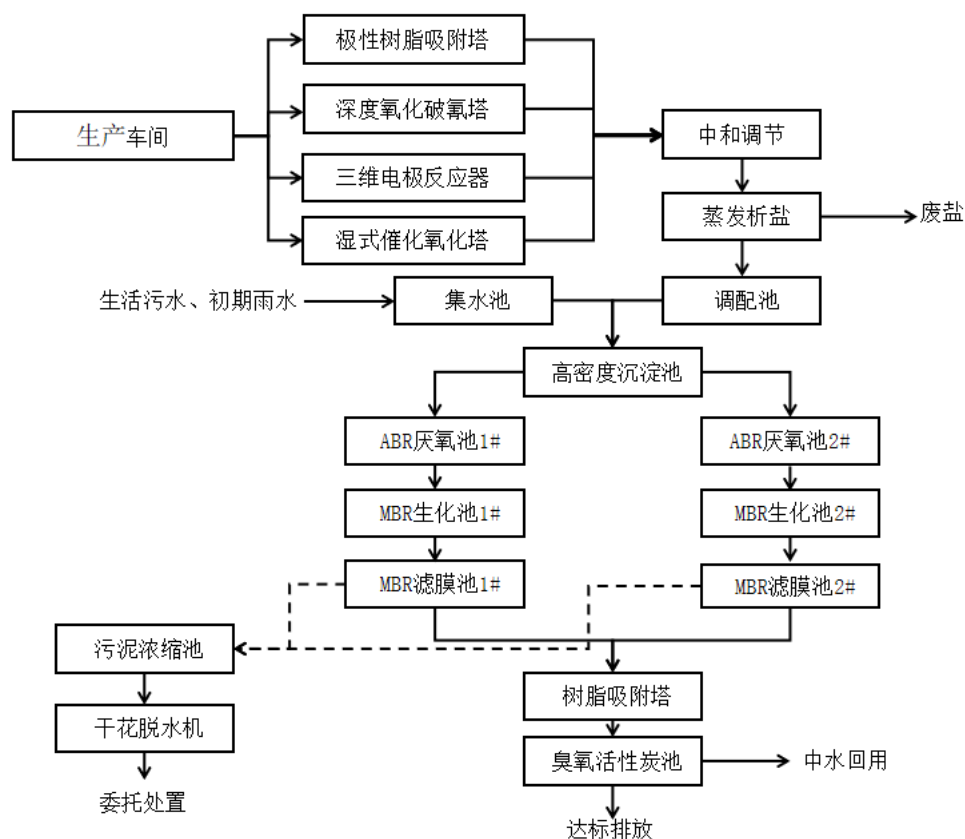 极性树脂吸附塔
深度氧化破氰塔
生产车间
中和调节
三维电极反应器
蒸发析盐
废盐
湿式催化氧化塔
生活污水、初期雨水
集水池
调配池
高密度沉淀池
ABR厌氧池1#
ABR厌氧池2#
MBR生化池1#
MBR生化池2#
MBR滤膜池1#
MBR滤膜池2#
污泥浓缩池
树脂吸附塔
干花脱水机
臭氧活性炭池
中水回用
委托处置
达标排放